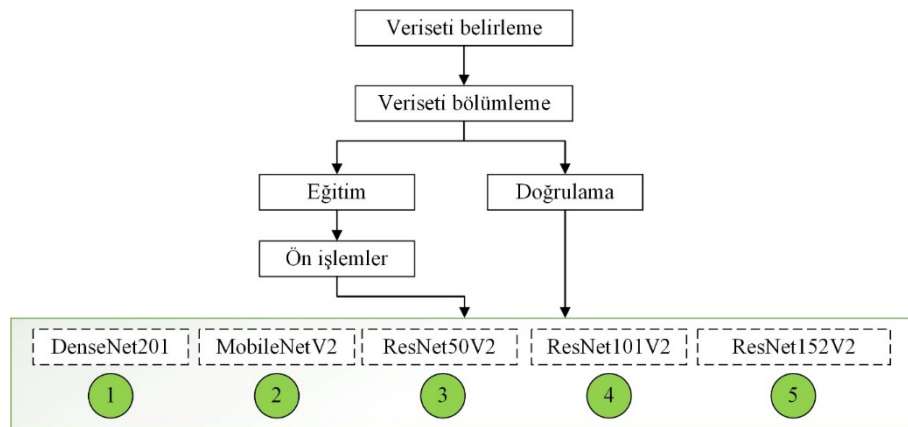 Veriseti belirleme
Veriseti bölümleme
Eğitim
Doğrulama
Ön işlemler
DenseNet201
MobileNetV2
ResNet50V2
ResNet101V2
ResNet152V2
1
2
3
4
5